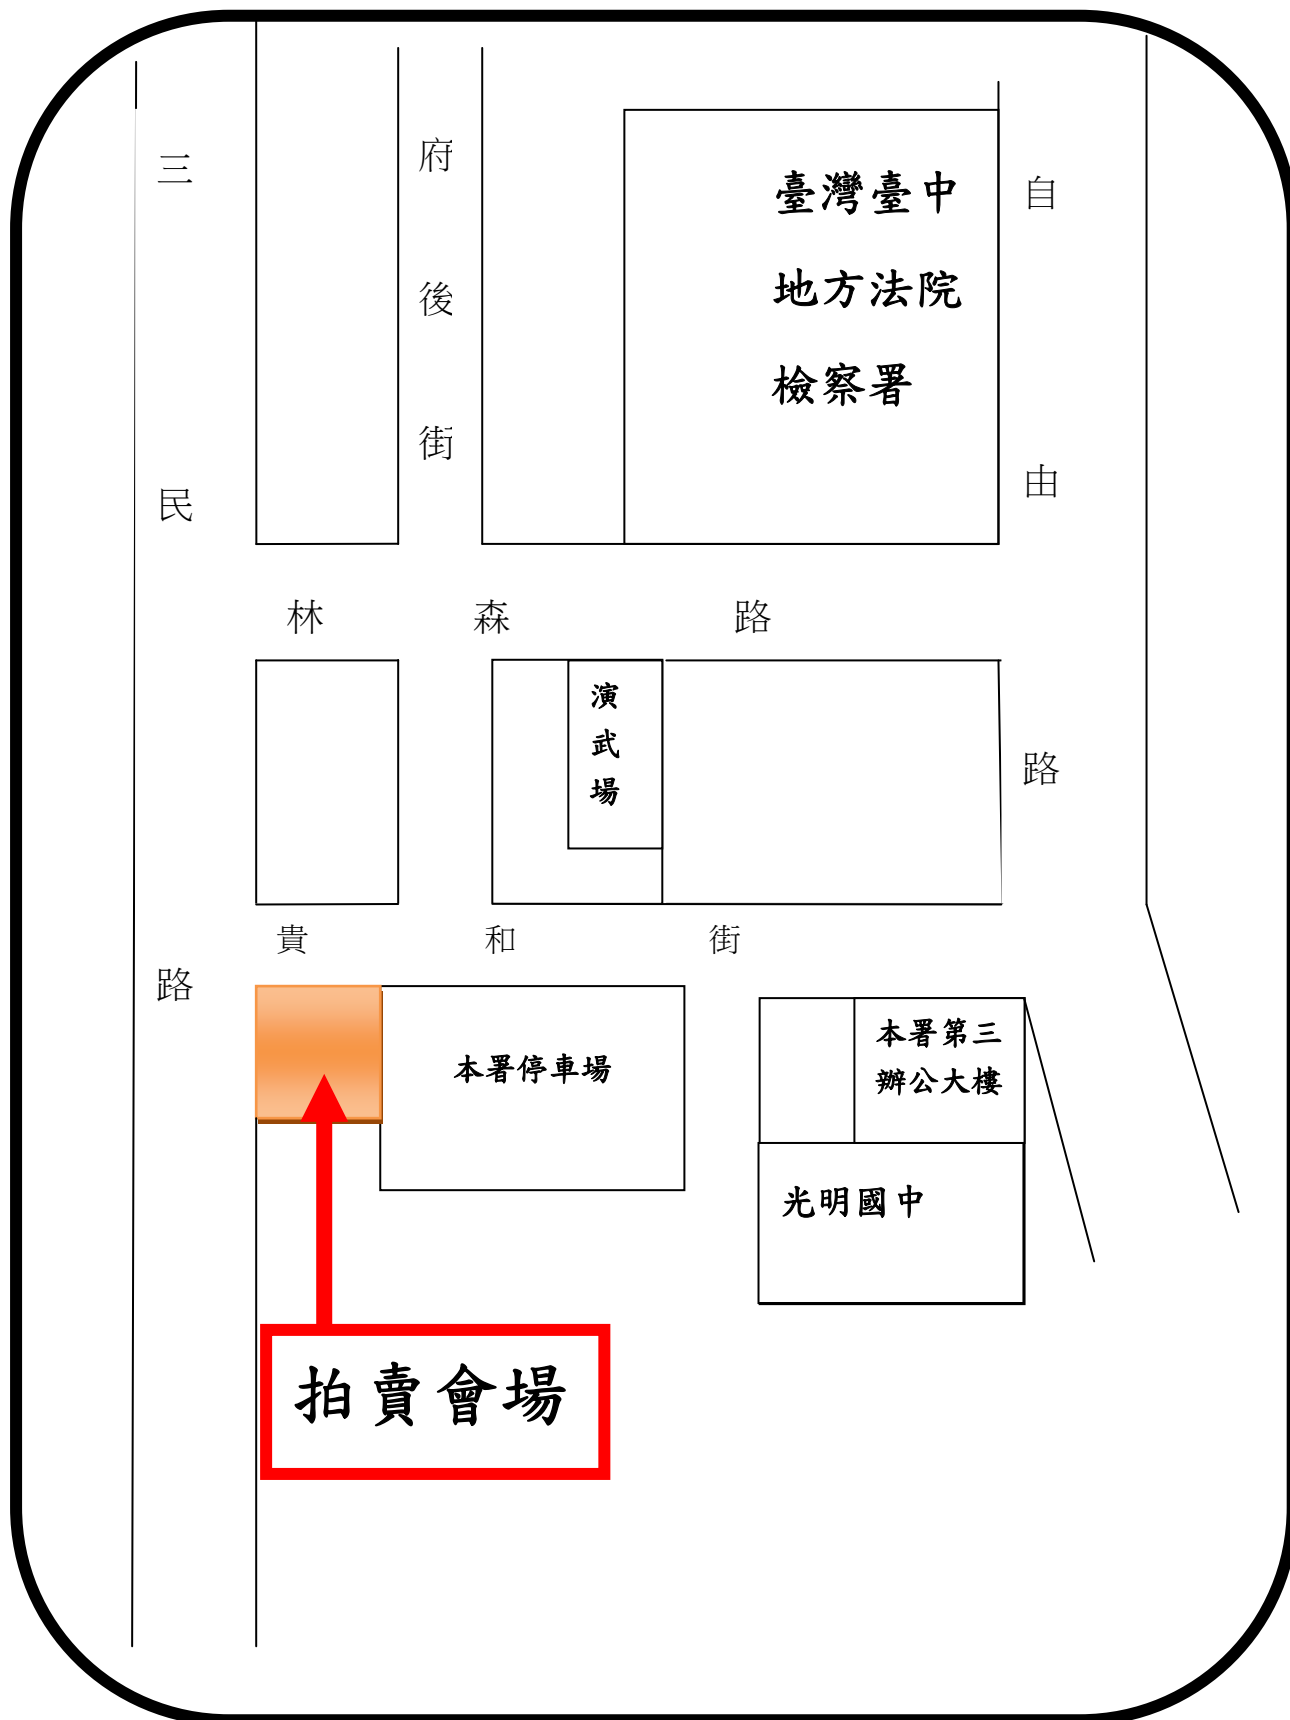 三民路
府後街
臺灣臺中
地方法院
檢察署
自由路
林森路
演武場
貴和街
本署停車場
本署第三
辦公大樓
光明國中
拍賣會場